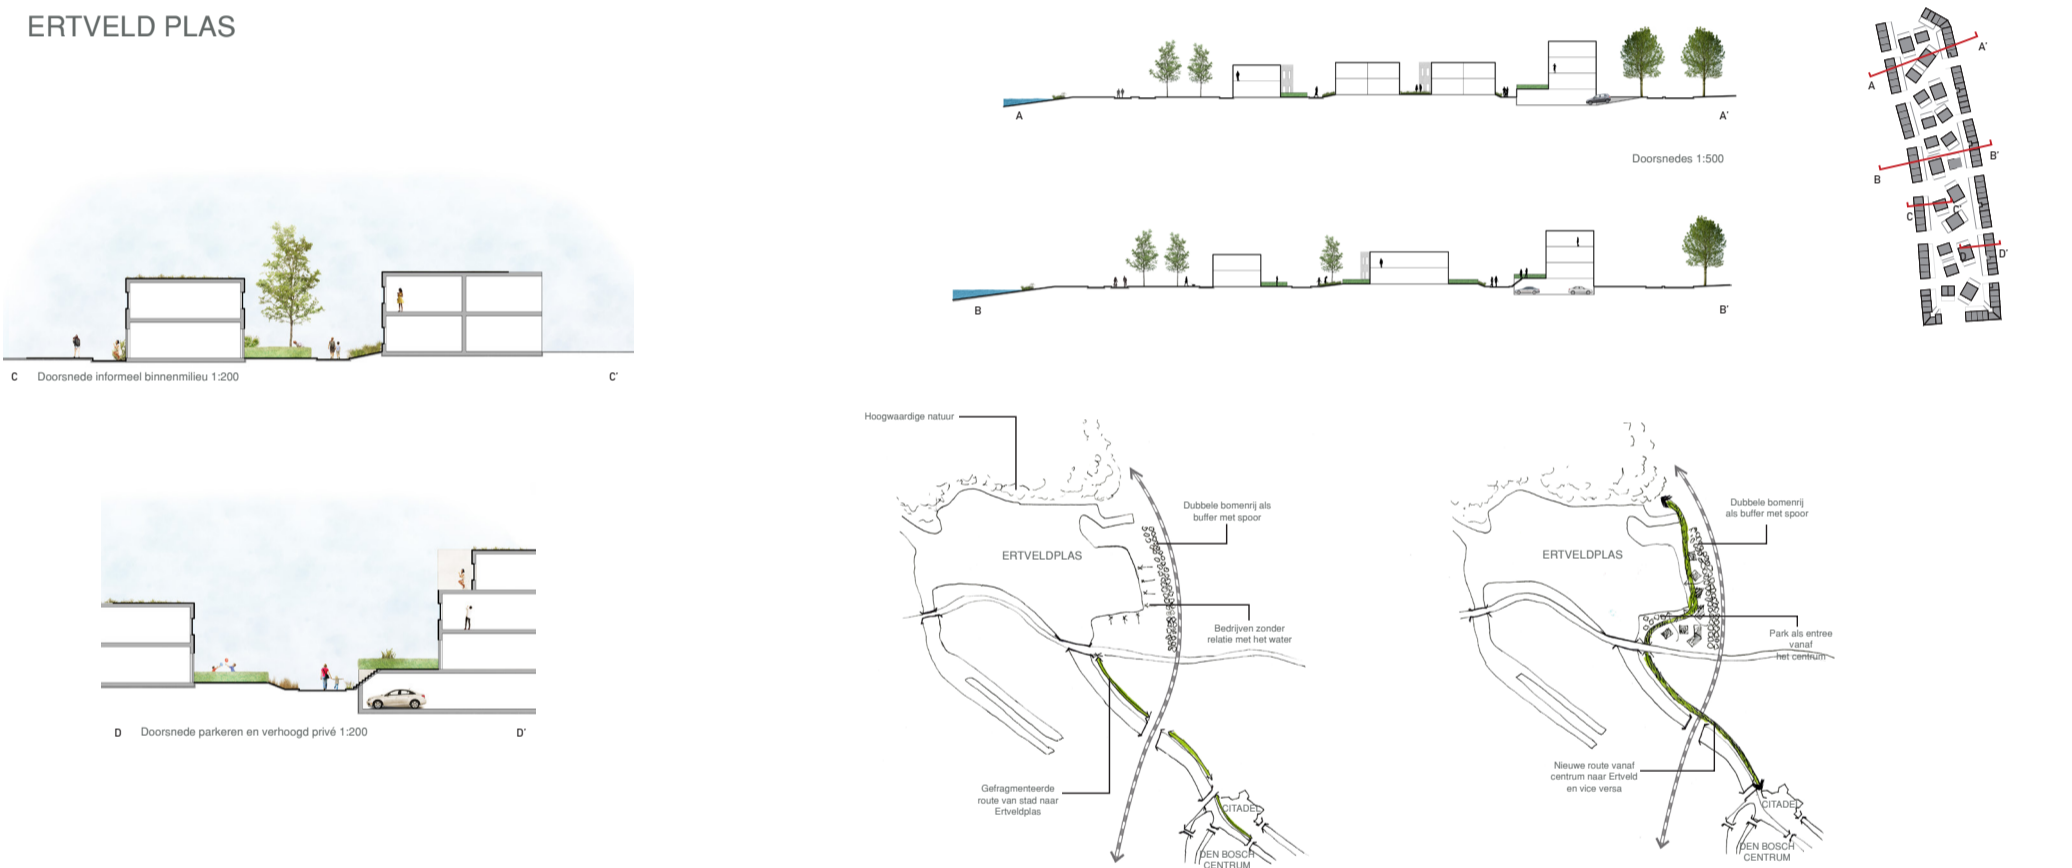 ERTVELD PLAS
A
A'
Doorsnedes 1:500
B
B'
A
A'
B
B'
C
C'
D
D'
C
Doorsnede informeel binnenmilieu 1:200
C'
D
Doorsnede parkeren en verhoogd privé 1:200
D'
Hoogwaardige natuur
Dubbele bomenrij als
buffer met spoor
ERTVELDPLAS
Bedrijven zonder
relatie met het water
Gefragmenteerde
route van stad naar
Ertveldplas
CITADEL
DEN BOSCH
CENTRUM
Dubbele bomenrij
als buffer met spoor
ERTVELDPLAS
Park als entree
vanaf
het centrum
Nieuwe route vanaf
centrum naar Ertveld
en vice versa
CITADEL
DEN BOSCH
CENTRUM